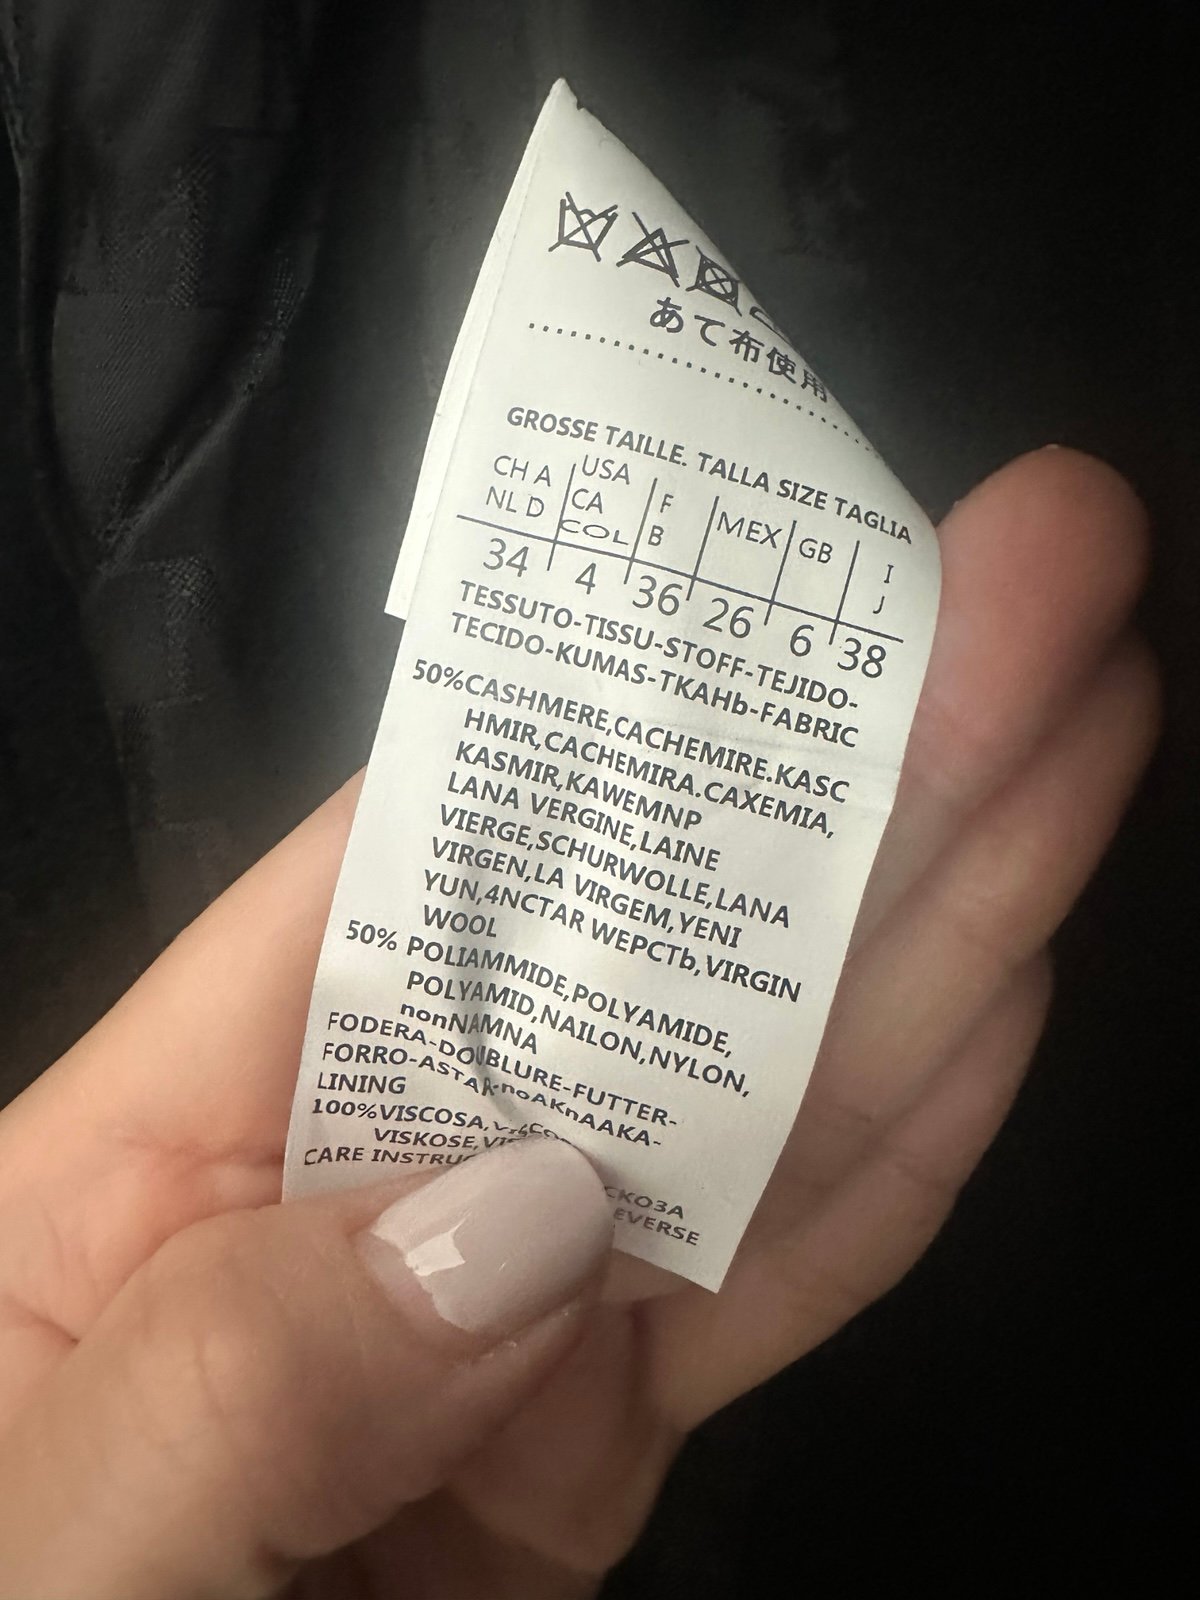 あて布使用
GROSSE TAILLE. TALLA SIZE TAGLIA
CH A NL D | USA CA COL | F B | MEX | GB | I J
34 | 4 | 36 | 26 | 6 | 38
TESSUTO-TISSU-STOFF-TEJIDO-
TECIDO-KUMAS-TKAHb-FABRIC
50%CASHMERE,CACHEMIRE.KASC
HMIR,CACHEMIRA.CAXEMIA,
KASMIR,KAWEMNP
LANA VERGINE,LAINE
VIERGE,SCHURWOLLE,LANA
VIRGEN,LA VIRGEM,YENI
YUN,4NCTAR WEPCTb,VIRGIN
WOOL
50% POLIAMMIDE,POLYAMIDE,
POLYAMID,NAILON,NYLON,
nonNAMNA
FODERA-DOUBLURE-FUTTER-
FORRO-ASTAR-noAKnAAKA-
LINING
100%VISCOSA,
VISKOSE,
CARE